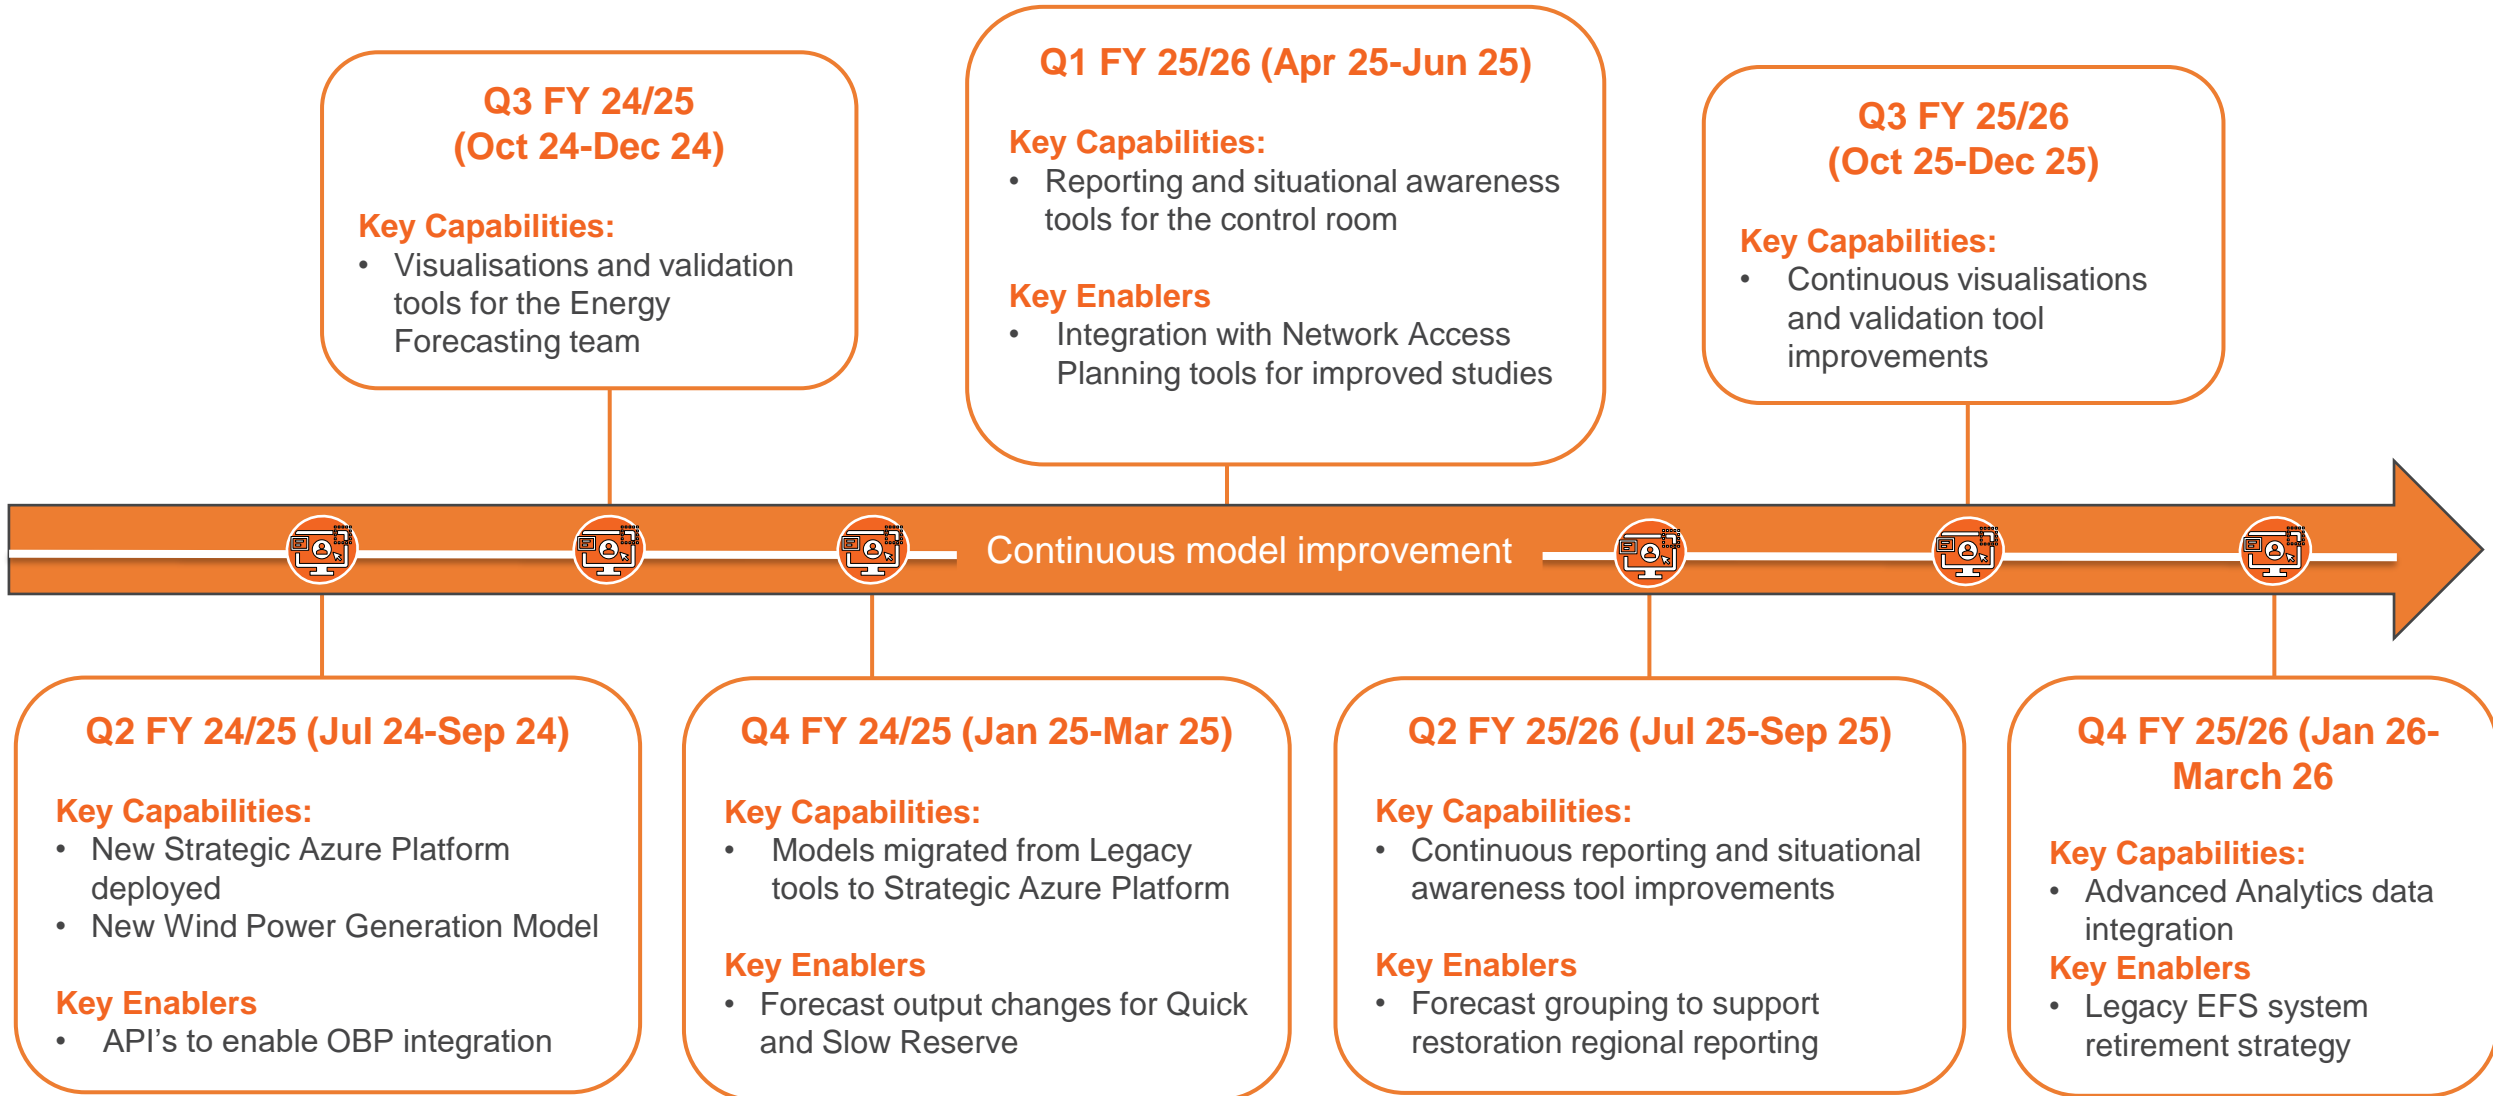 Q3 FY 24/25
(Oct 24-Dec 24)
Key Capabilities:
• Visualisations and validation
tools for the Energy
Forecasting team
Q1 FY 25/26 (Apr 25-Jun 25)
Key Capabilities:
• Reporting and situational awareness
tools for the control room
Key Enablers
• Integration with Network Access
Planning tools for improved studies
Q3 FY 25/26
(Oct 25-Dec 25)
Key Capabilities:
• Continuous visualisations
and validation tool
improvements
Continuous model improvement
Q2 FY 24/25 (Jul 24-Sep 24)
Key Capabilities:
• New Strategic Azure Platform
deployed
• New Wind Power Generation Model
Key Enablers
• API's to enable OBP integration
Q4 FY 24/25 (Jan 25-Mar 25)
Key Capabilities:
• Models migrated from Legacy
tools to Strategic Azure Platform
Key Enablers
• Forecast output changes for Quick
and Slow Reserve
Q2 FY 25/26 (Jul 25-Sep 25)
Key Capabilities:
• Continuous reporting and situational
awareness tool improvements
Key Enablers
• Forecast grouping to support
restoration regional reporting
Q4 FY 25/26 (Jan 26-
March 26
Key Capabilities:
• Advanced Analytics data
integration
Key Enablers
• Legacy EFS system
retirement strategy